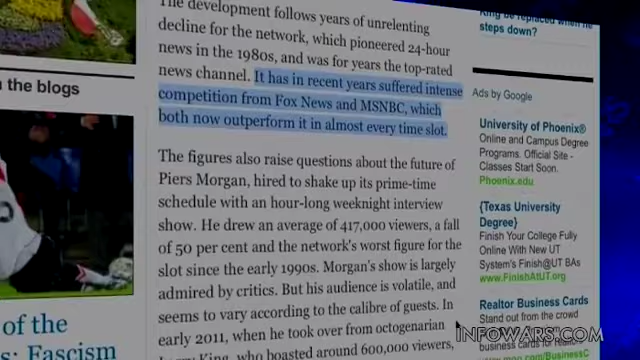 The development follows years of unrelenting
decline for the network, which pioneered 24-hour
news in the 1980s, and was for years the top-rated
news channel. It has in recent years suffered intense
competition from Fox News and MSNBC, which
both now outperform it in almost every time slot.
The figures also raise questions about the future of
Piers Morgan, hired to shake up its prime-time
schedule with an hour-long weeknight interview
show. He drew an average of 417,000 viewers, a fall
of 50 per cent and the network's worst figure for the
slot since the early 1990s. Morgan's show is largely
admired by critics. But his audience is volatile, and
seems to vary according to the calibre of guests. In
early 2011, when he took over from octogenarian
Larry King, who boasted around 600,000 viewers,
n the blogs
of the
s: Fascism
King be replaced when he
steps down?
Ads by Google
University of Phoenix®
Online and Campus Degree
Programs. Official Site -
Classes Start Soon.
Phoenix.edu
{Texas University
Degree}
Finish Your College Fully
Online With New UT
System's Finish@UT BAs
www.FinishAtUT.org
Realtor Business Cards
Stand out from the crowd
business cards for
INFOWARS.COM